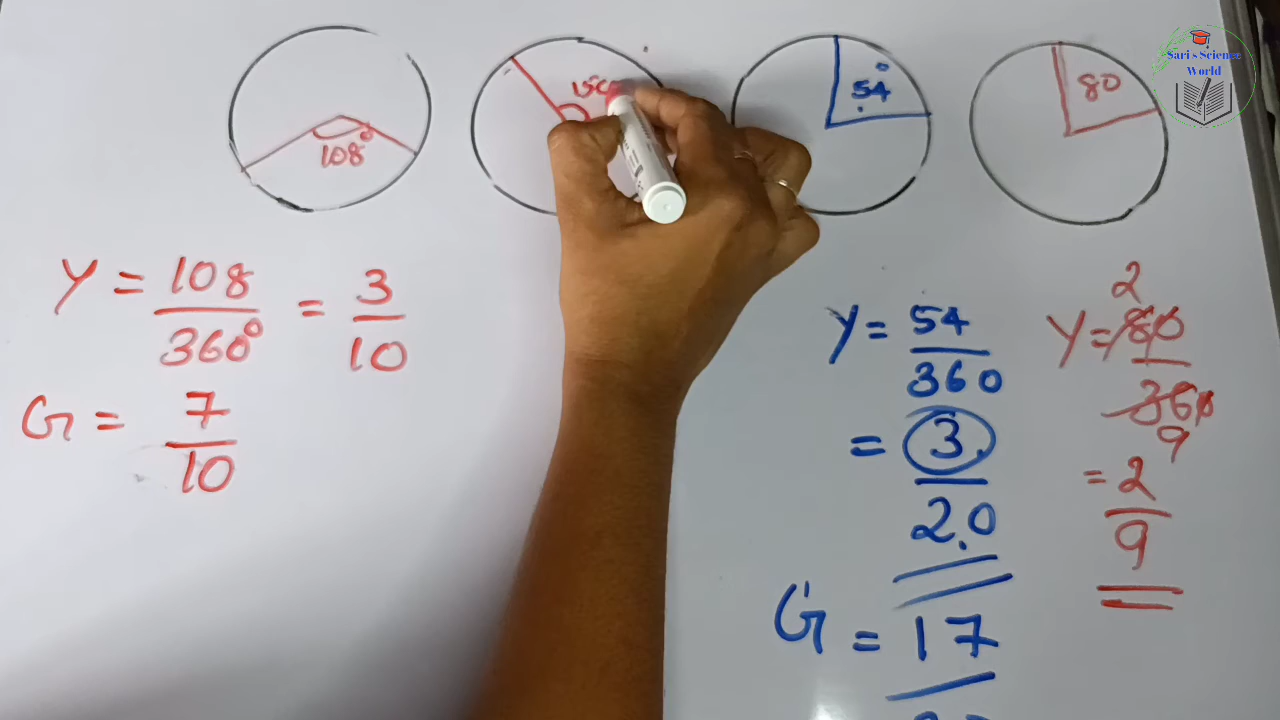 108°
54°
80
Sari's Science
World
Y = 108/360° = 3/10
G = 7/10
Y = 54/360
= 3/20
G = 17
2
Y = 80/360
9
= 2/9